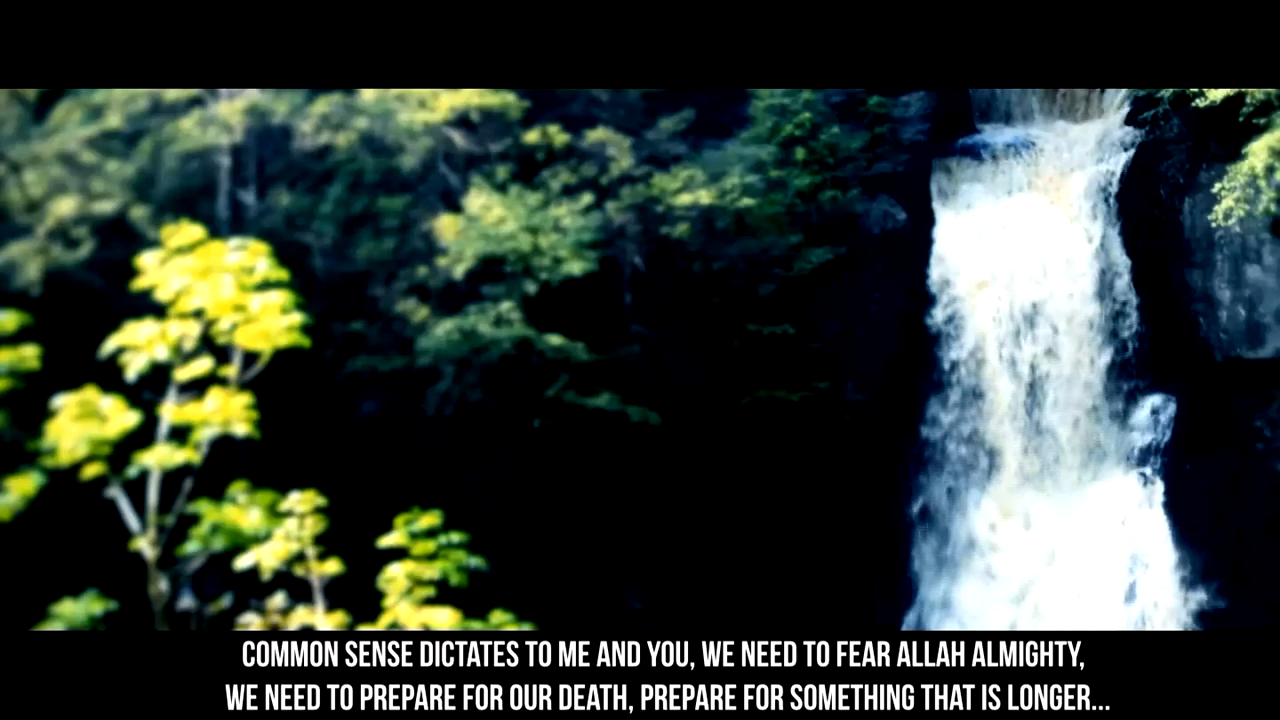 COMMON SENSE DICTATES TO ME AND YOU, WE NEED TO FEAR ALLAH ALMIGHTY,
WE NEED TO PREPARE FOR OUR DEATH, PREPARE FOR SOMETHING THAT IS LONGER...